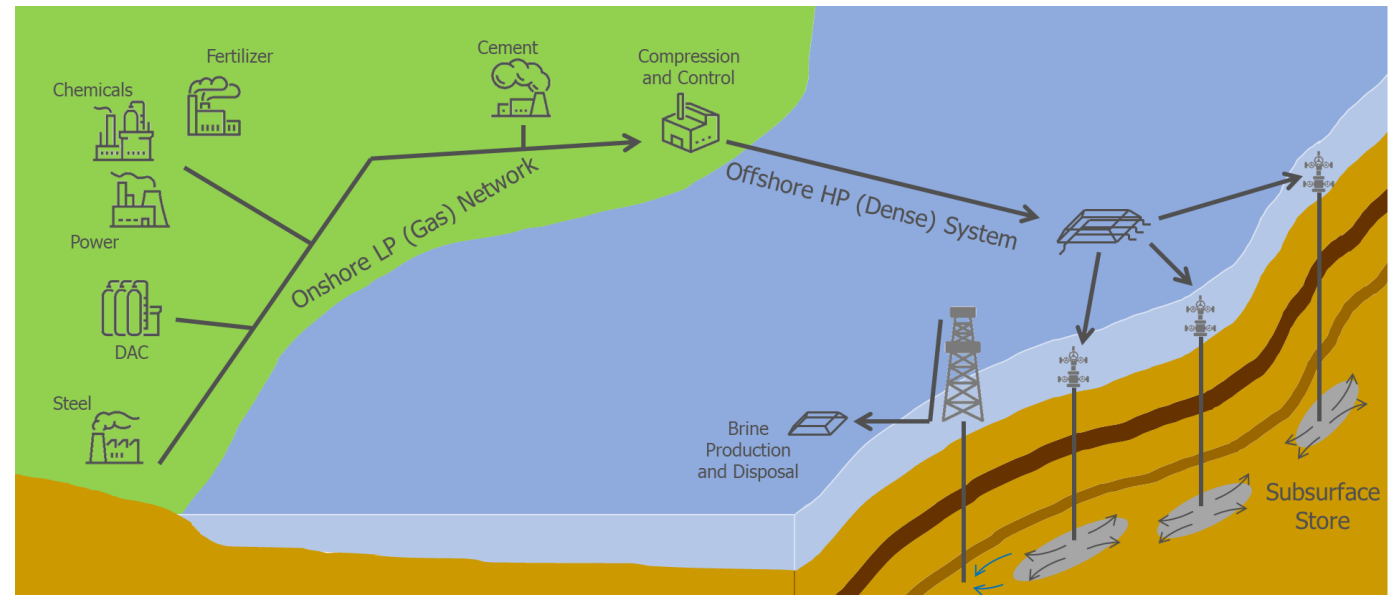 Fertilizer
Chemicals
Power
DAC
Steel
Cement
Compression
and Control
Onshore LP (Gas) Network
Offshore HP (Dense) System
Brine
Production
and Disposal
Subsurface
Store